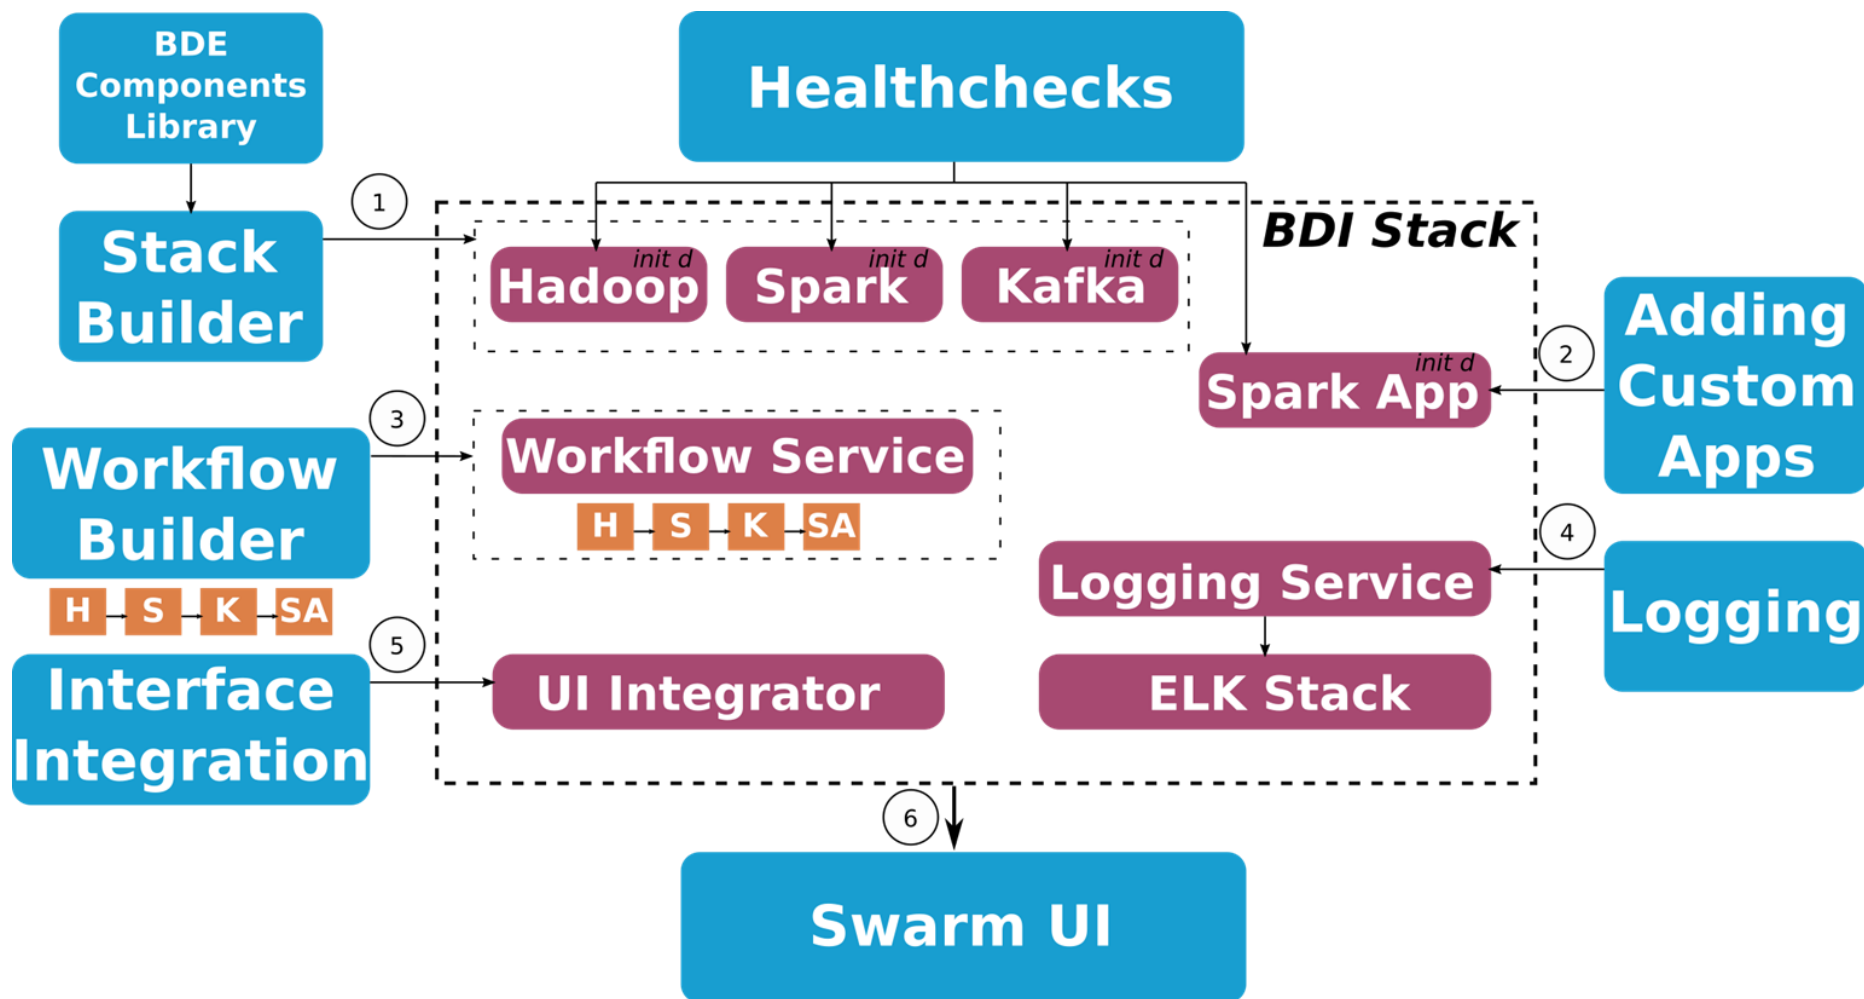 BDE
Components
Library
Healthchecks
1
Stack
Builder
BDI Stack
init d
Hadoop
init d
Spark
init d
Kafka
2
init d
Spark App
Adding
Custom
Apps
3
Workflow
Builder
H S K SA
Workflow Service
H S K SA
4
Logging Service
Logging
5
Interface
Integration
UI Integrator
ELK Stack
6
Swarm UI